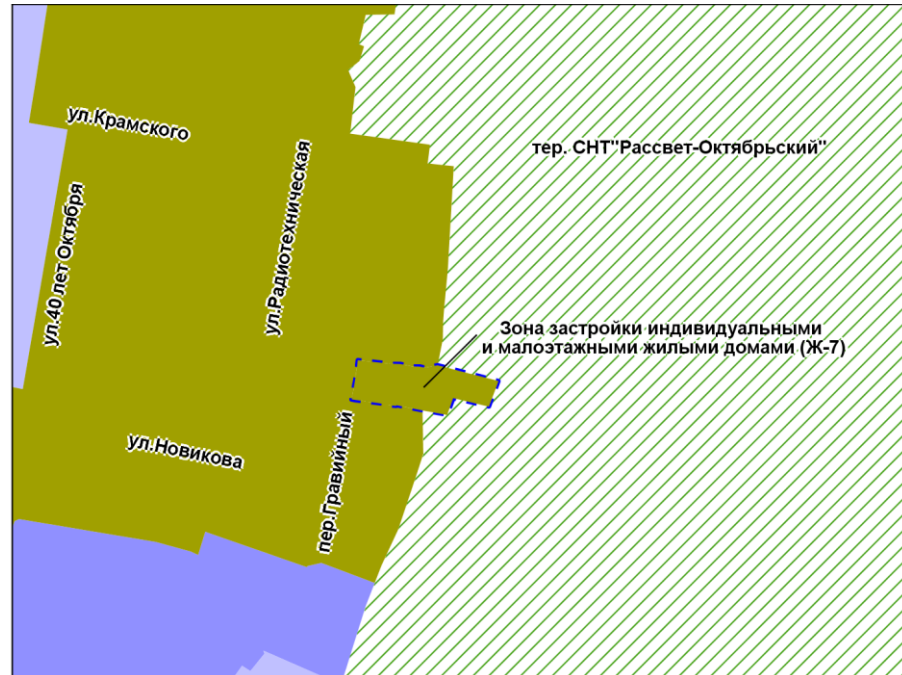 ул.Крамского
тер. СНТ"Рассвет-Октябрьский"
ул.Радиотехническая
ул.40 лет Октября
Зона застройки индивидуальными
и малоэтажными жилыми домами (Ж-7)
ул.Новикова
пер.Гравийный